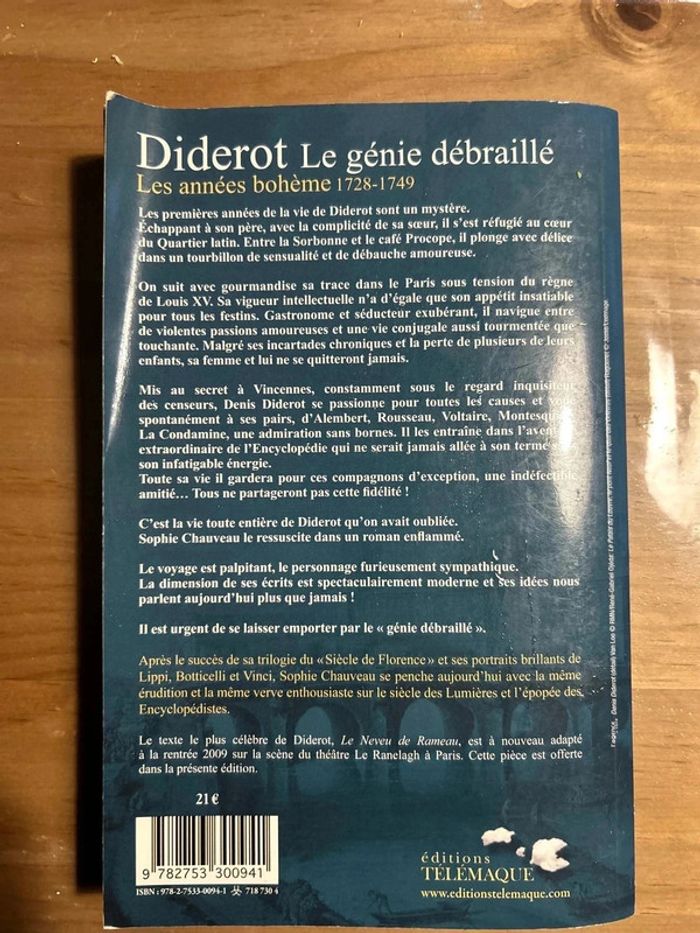 Diderot Le génie débraillé
Les années bohème 1728-1749
Les premières années de la vie de Diderot sont un mystère.
Échappant à son père, avec la complicité de sa sœur, il s'est réfugié au cœur
du Quartier latin. Entre la Sorbonne et le café Procope, il plonge avec délice
dans un tourbillon de sensualité et de débauche amoureuse.
On suit avec gourmandise sa trace dans le Paris sous tension du règne
de Louis XV. Sa vigueur intellectuelle n'a d'égale que son appétit insatiable
pour tous les festins. Gastronome et séducteur exubérant, il navigue entre
de violentes passions amoureuses et une vie conjugale aussi tourmentée que
touchante. Malgré ses incartades chroniques et la perte de plusieurs de leurs
enfants, sa femme et lui ne se quitteront jamais.
Mis au secret à Vincennes, constamment sous le regard inquisiteur
des censeurs, Denis Diderot se passionne pour toutes les causes et
spontanément à ses pairs, d'Alembert, Rousseau, Voltaire,
La Condamine, une admiration sans bornes. Il les entraîne dans
extraordinaire de l'Encyclopédie qui ne serait jamais allée à son terme
son infatigable énergie.
Toute sa vie il gardera pour ces compagnons d'exception, une indéfectible
amitié... Tous ne partageront pas cette fidélité !
C'est la vie toute entière de Diderot qu'on avait oubliée.
Sophie Chauveau le ressuscite dans un roman enflammé.
Le voyage est palpitant, le personnage furieusement sympathique.
La dimension de ses écrits est spectaculairement moderne et ses idées nous
parlent aujourd'hui plus que jamais !
Il est urgent de se laisser emporter par le « génie débraillé ».
Après le succès de sa trilogie du « Siècle de Florence » et ses portraits brillants de
Lippi, Botticelli et Vinci, Sophie Chauveau se penche aujourd'hui avec la même
érudition et la même verve enthousiaste sur le siècle des Lumières et l'épopée des
Encyclopédistes.
Le texte le plus célèbre de Diderot, Le Neveu de Rameau, est à nouveau adapté
à la rentrée 2009 sur la scène du théâtre Le Ranelagh à Paris. Cette pièce est offerte
dans la présente édition.
21 €
9 782753 300941
ISBN : 978-2-7533-0094-1 718 730 4
éditions
TÉLÉMAQUE
www.editionstelemaque.com